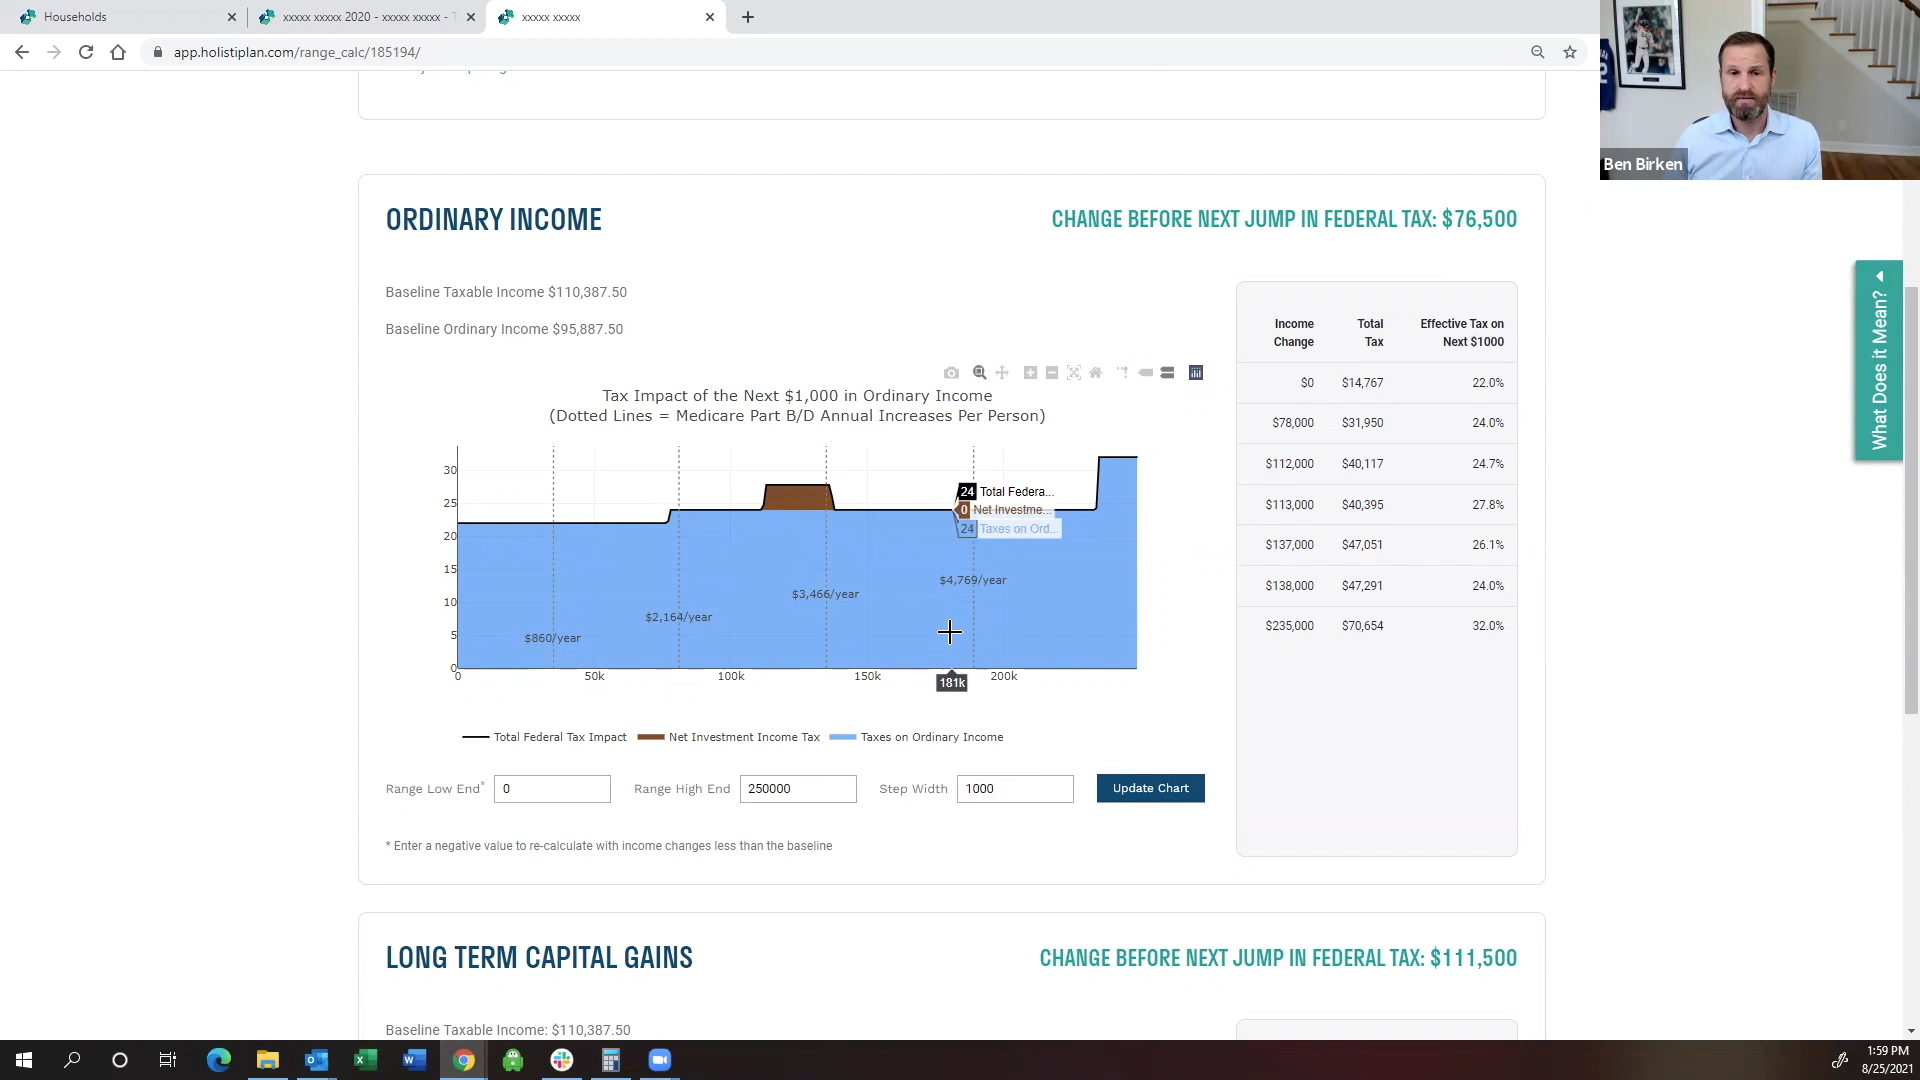 Households
xxxxx xxxxx 2020 - xxxxx xxxxx - T
xxxxx xxxxx
app.holistiplan.com/range_calc/185194/
Ben Birken
ORDINARY INCOME
CHANGE BEFORE NEXT JUMP IN FEDERAL TAX: $76,500
Baseline Taxable Income $110,387.50
Baseline Ordinary Income $95,887.50
What Does it Mean?
Tax Impact of the Next $1,000 in Ordinary Income
(Dotted Lines = Medicare Part B/D Annual Increases Per Person)
30
25
20
15
10
5
0
24 Total Federa...
0 Net Investme...
24 Taxes on Ord...
$860/year
$2,164/year
$3,466/year
$4,769/year
0
50k
100k
150k
181k
200k
Total Federal Tax Impact
Net Investment Income Tax
Taxes on Ordinary Income
Income Change
Total Tax
Effective Tax on Next $1000
$0 $14,767 22.0%
$78,000 $31,950 24.0%
$112,000 $40,117 24.7%
$113,000 $40,395 27.8%
$137,000 $47,051 26.1%
$138,000 $47,291 24.0%
$235,000 $70,654 32.0%
Range Low End* 0
Range High End 250000
Step Width 1000
Update Chart
* Enter a negative value to re-calculate with income changes less than the baseline
LONG TERM CAPITAL GAINS
CHANGE BEFORE NEXT JUMP IN FEDERAL TAX: $111,500
Baseline Taxable Income: $110,387.50
1:59 PM
8/25/2021